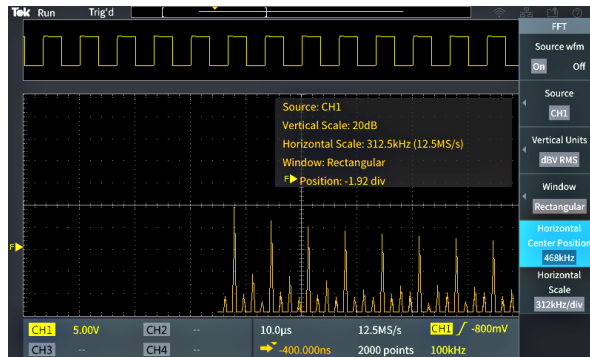 Tek Run Trig'd
FFT
Source wfm
On Off
Source
CH1
Vertical Units
dBV RMS
Window
Rectangular
Horizontal
Center Position
468kHz
Horizontal
Scale
312kHz/div
Source: CH1
Vertical Scale: 20dB
Horizontal Scale: 312.5kHz (12.5MS/s)
Window: Rectangular
F Position: -1.92 div
F
CH1 5.00V CH2 -- 10.0µs 12.5MS/s CH1 -800mV
CH3 -- CH4 -- -400.000ns 2000 points 100kHz